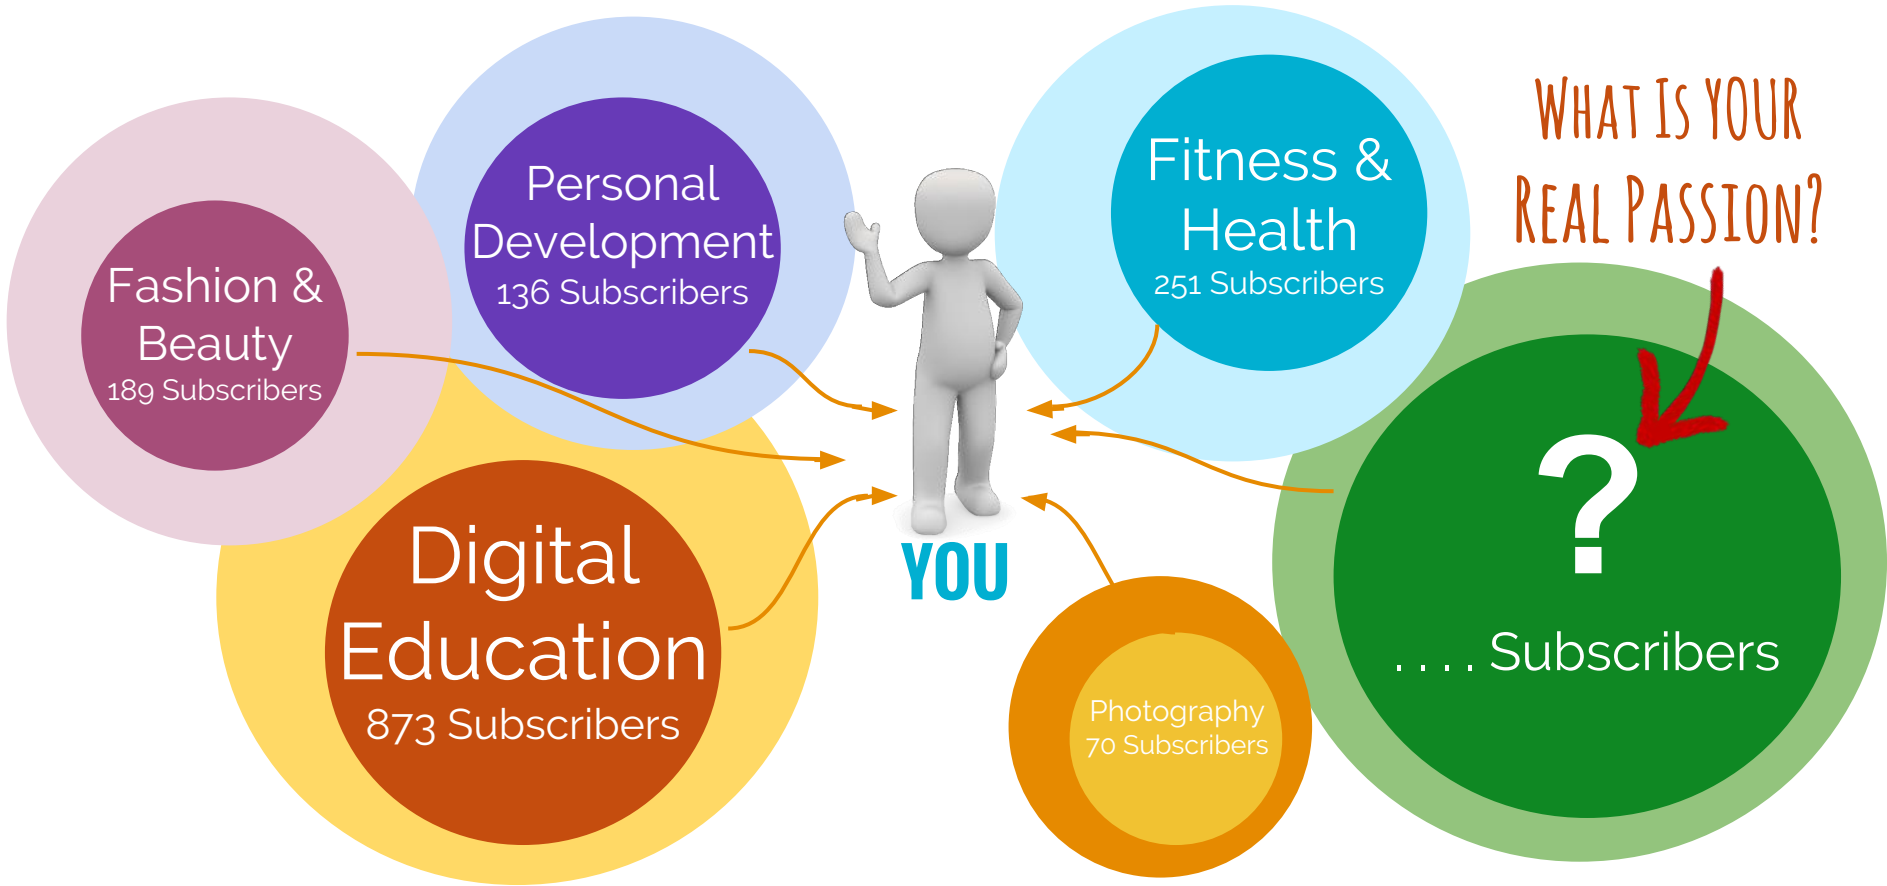 Fashion &
Beauty
189 Subscribers
Personal
Development
136 Subscribers
Digital
Education
873 Subscribers
YOU
Fitness &
Health
251 Subscribers
Photography
70 Subscribers
What Is YOUR
Real Passion?
?
. . . . Subscribers